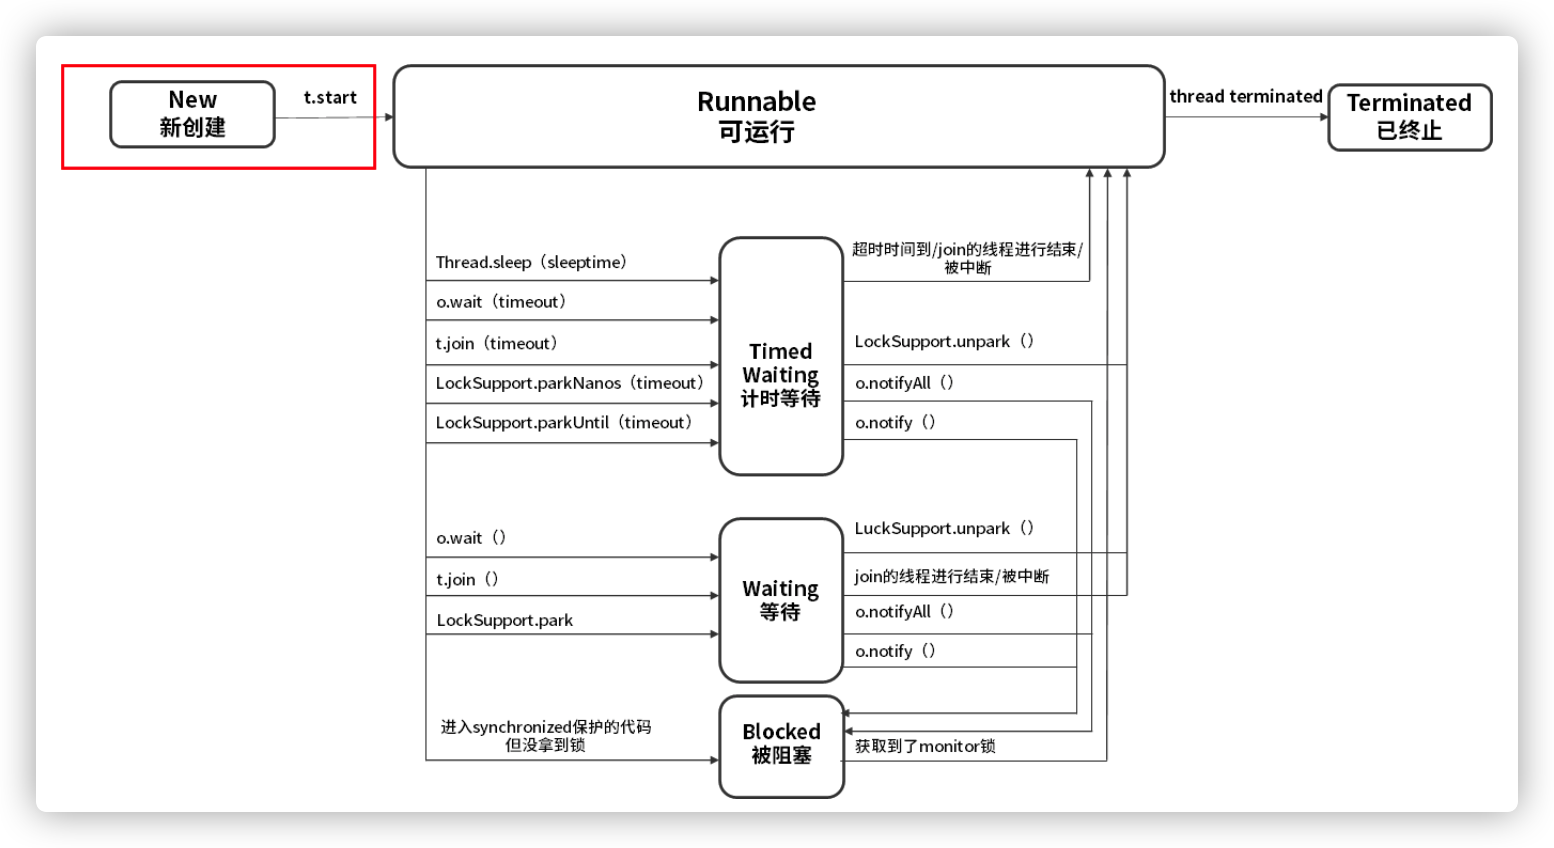 New
新创建
t.start
Runnable
可运行
thread terminated
Terminated
已终止
Thread.sleep（sleeptime）
o.wait（timeout）
t.join（timeout）
LockSupport.parkNanos（timeout）
LockSupport.parkUntil（timeout）
Timed
Waiting
计时等待
超时时间到/join的线程进行结束/
被中断
LockSupport.unpark（）
o.notifyAll（）
o.notify（）
o.wait（）
t.join（）
LockSupport.park
Waiting
等待
LuckSupport.unpark（）
join的线程进行结束/被中断
o.notifyAll（）
o.notify（）
进入synchronized保护的代码
但没拿到锁
Blocked
被阻塞
获取到了monitor锁